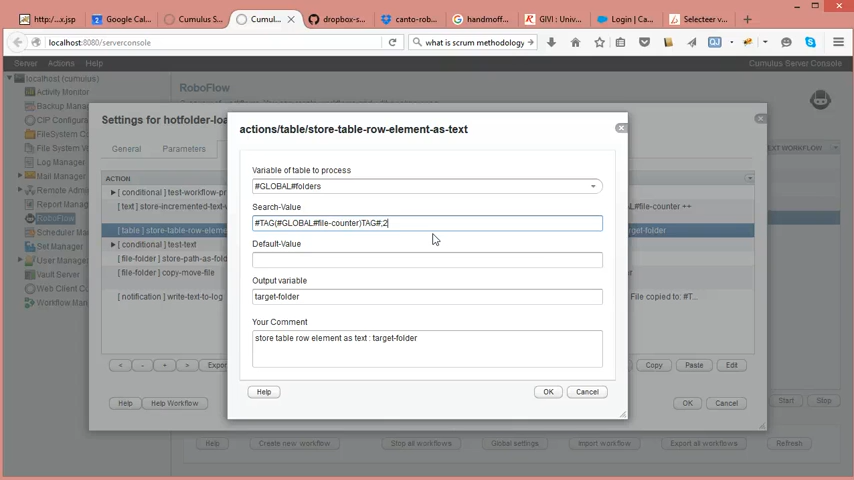 http:/...x.jsp
Google Cal...
Cumulus S...
Cumul...
dropbox-s...
canto-rob...
handmoff...
GIVI : Univ...
Login | Ca...
Selecteer v...
localhost:8080/serverconsole
what is scrum methodology
Server Actions Help
Cumulus Server Console
localhost (cumulus)
Activity Monitor
Backup Manag
CIP Configura
FileSystem C
File System V
Log Manager
Mail Manager
Remote Admi
Report Manag
RoboFlow
Scheduler Ma
Set Manager
User Manage
Vault Server
Web Client C
Workflow Man
RoboFlow
EXT WORKFLOW
Settings for hotfolder-loa
General Parameters
ACTION
[ conditional ] test-workflow-pr
[ text ] store-incremented-text-v
#GLOBAL#file-counter ++
[ table ] store-table-row-eleme
target-folder
[ conditional ] test-text
[ file-folder ] store-path-as-folde
[ file-folder ] copy-move-file
[ notification ] write-text-to-log
File copied to: #T...
< - + > Expor
Copy Paste Edit
Help Help Workflow
OK Cancel
Start Stop
Help Create new workflow Stop all workflows Global settings Import workflow Export all workflows Refresh
actions/table/store-table-row-element-as-text
Variable of table to process
#GLOBAL#folders
Search-Value
#TAG(#GLOBAL#file-counter)TAG#,2
Default-Value
Output variable
target-folder
Your Comment
store table row element as text : target-folder
Help OK Cancel